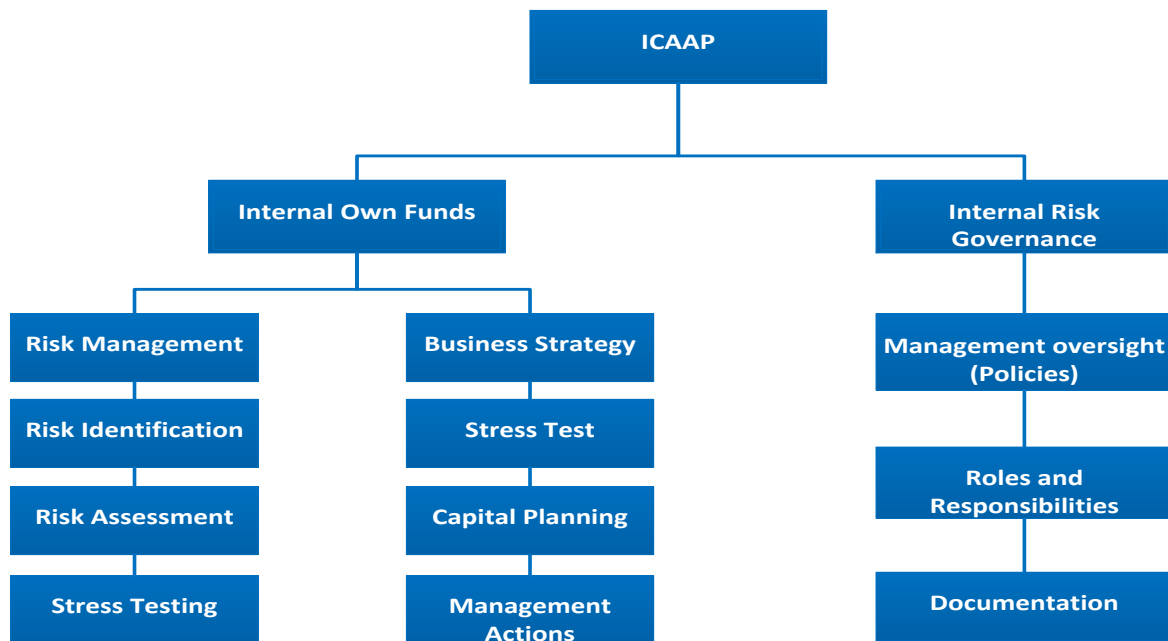 ICAAP
Internal Own Funds
Internal Risk
Governance
Risk Management
Business Strategy
Management oversight
(Policies)
Risk Identification
Stress Test
Roles and
Responsibilities
Risk Assessment
Capital Planning
Stress Testing
Management
Actions
Documentation